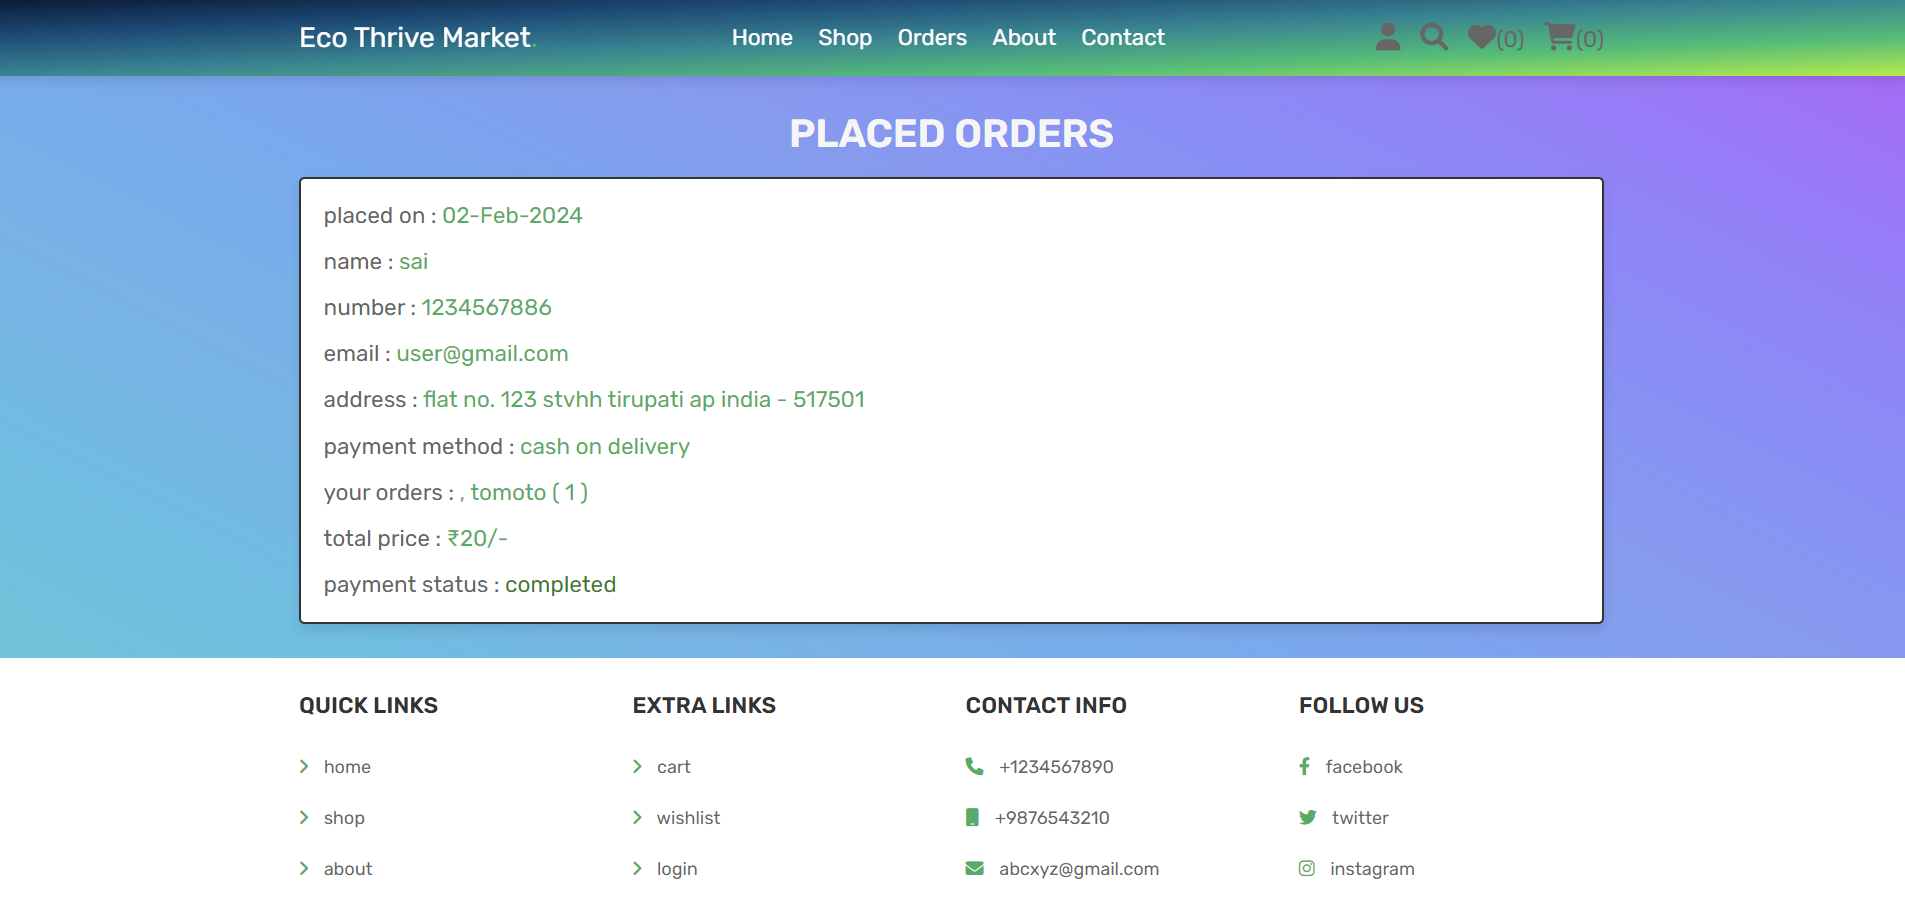 Eco Thrive Market.
Home Shop Orders About Contact
(0) (0)
PLACED ORDERS
placed on : 02-Feb-2024
name : sai
number : 1234567886
email : user@gmail.com
address : flat no. 123 stvhh tirupati ap india - 517501
payment method : cash on delivery
your orders : , tomoto ( 1 )
total price : ₹20/-
payment status : completed
QUICK LINKS
home
shop
about
EXTRA LINKS
cart
wishlist
login
CONTACT INFO
+1234567890
+9876543210
abcxyz@gmail.com
FOLLOW US
facebook
twitter
instagram